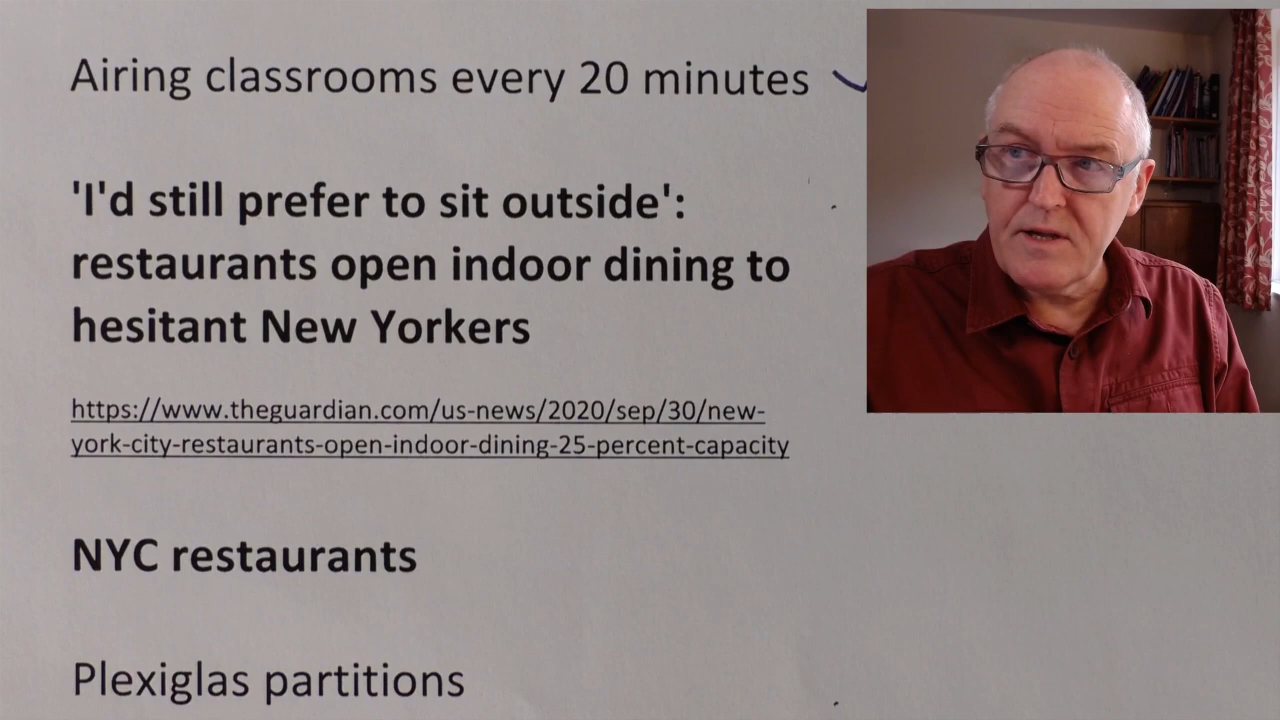 Airing classrooms every 20 minutes
'I'd still prefer to sit outside':
restaurants open indoor dining to
hesitant New Yorkers
https://www.theguardian.com/us-news/2020/sep/30/new-
york-city-restaurants-open-indoor-dining-25-percent-capacity
NYC restaurants
Plexiglas partitions